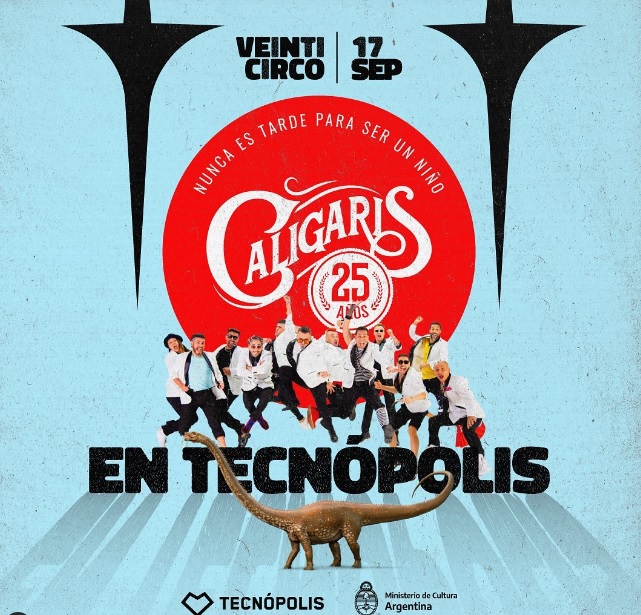 VEINTI
CIRCO
17
SEP
NUNCA ES TARDE PARA SER UN NIÑO
CALIGARIS
25
AÑOS
EN TECNÓPOLIS
TECNÓPOLIS
Ministerio de Cultura
Argentina